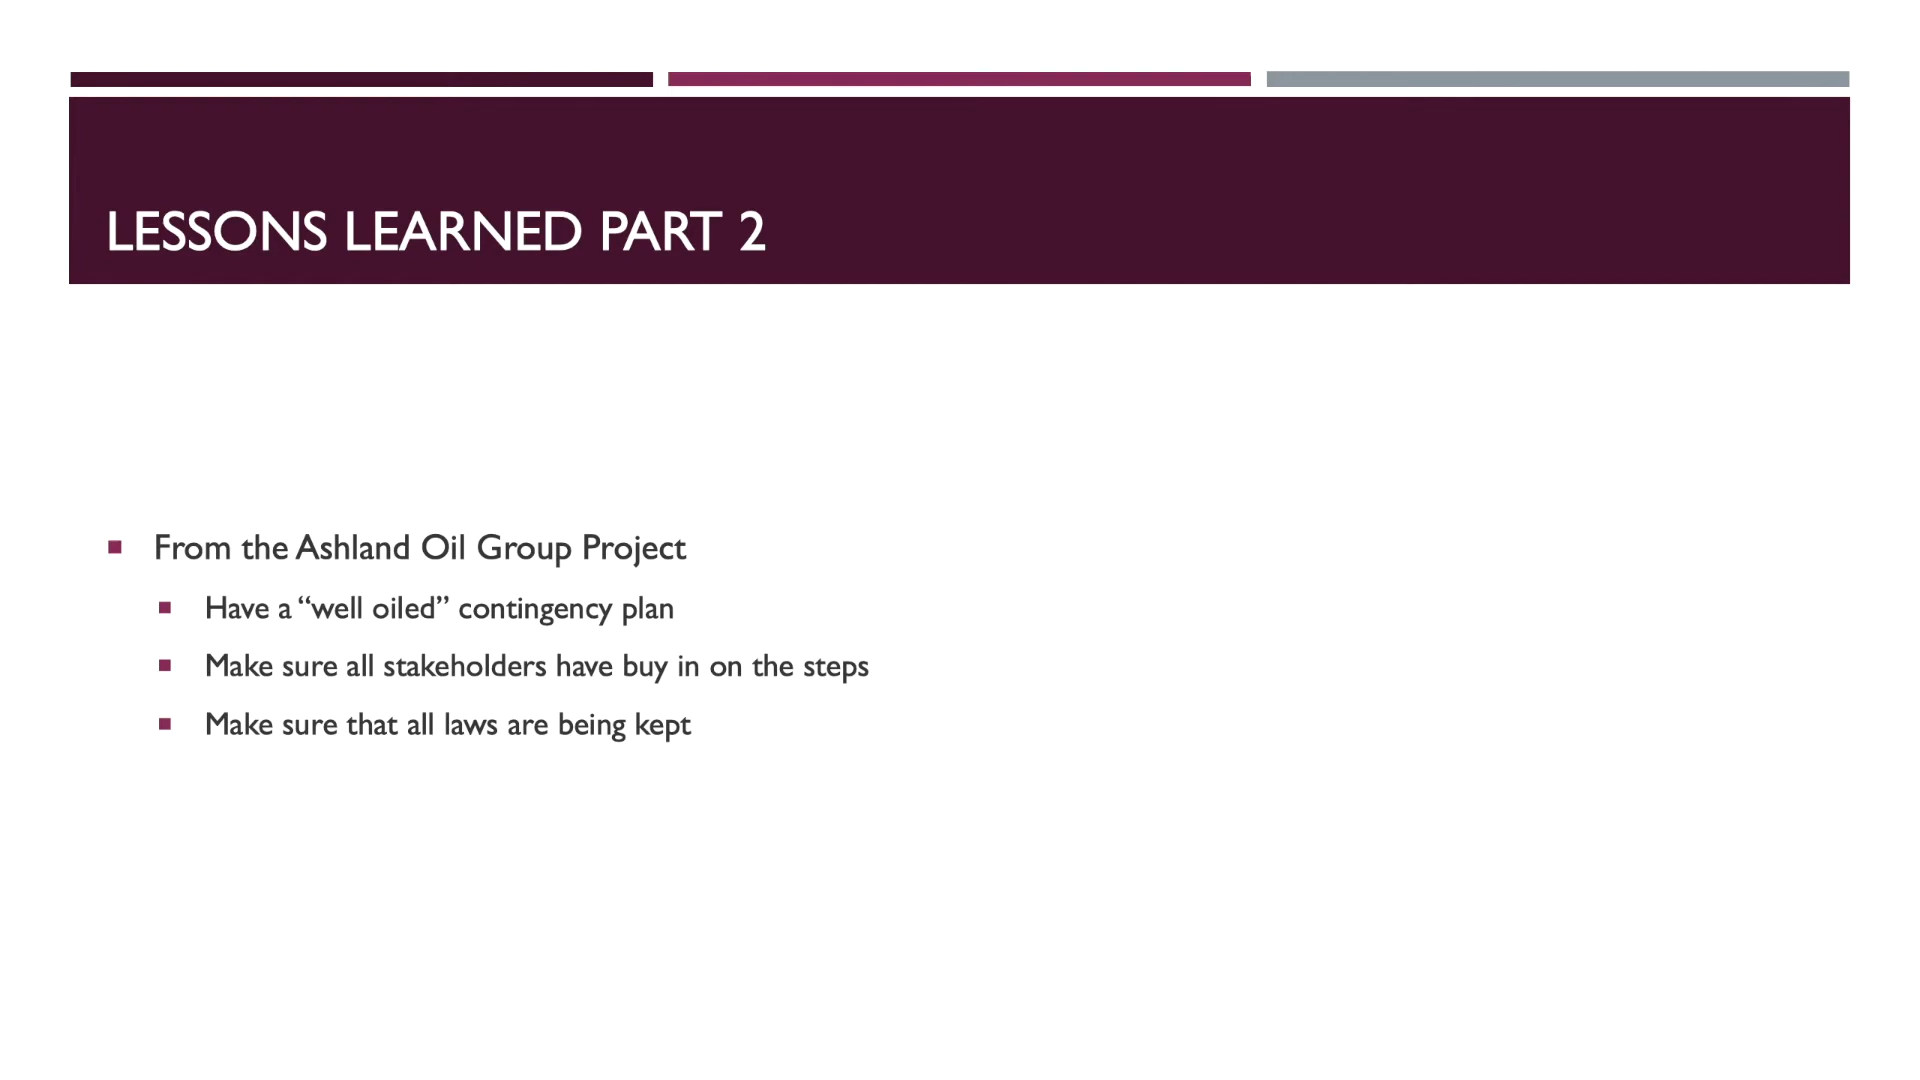 LESSONS LEARNED PART 2
From the Ashland Oil Group Project
Have a “well oiled” contingency plan
Make sure all stakeholders have buy in on the steps
Make sure that all laws are being kept